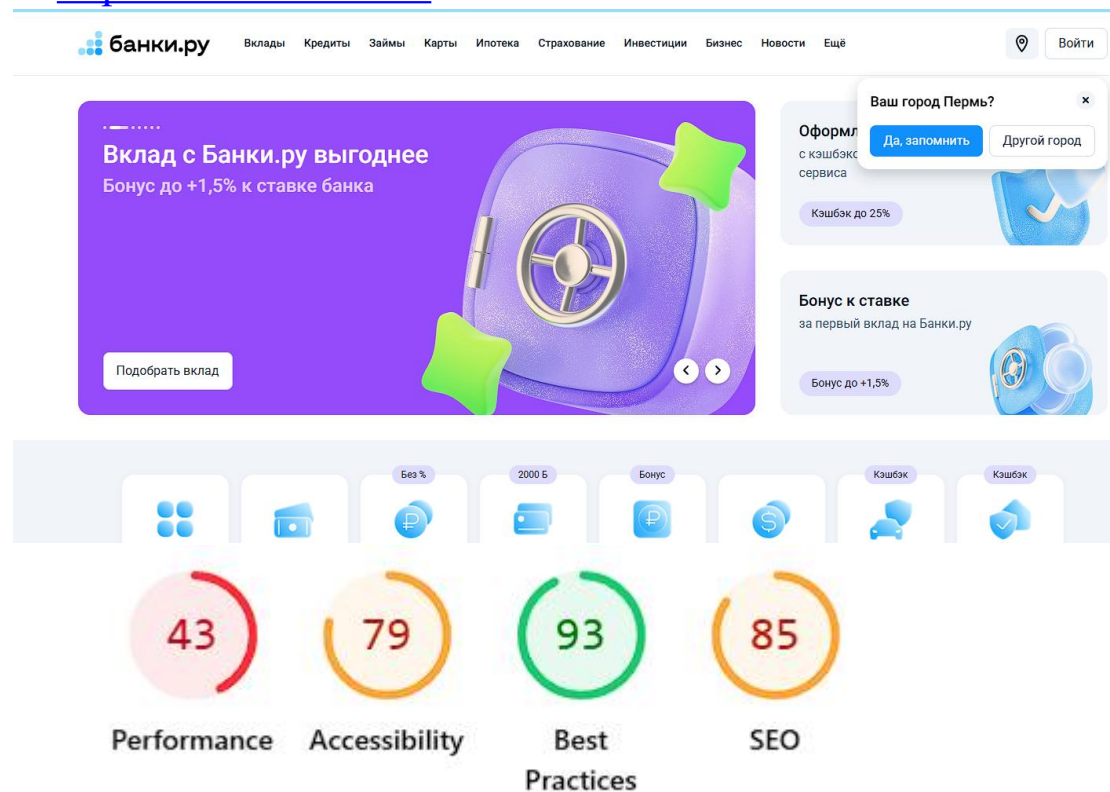 банки.ру Вклады Кредиты Займы Карты Ипотека Страхование Инвестиции Бизнес Новости Ещё Войти
Ваш город Пермь?
Да, запомнить Другой город
Вклад с Банки.ру выгоднее
Бонус до +1,5% к ставке банка
Подобрать вклад
с
сервиса
Кэшбэк до 25%
Бонус к ставке
за первый вклад на Банки.ру
Бонус до +1,5%
Без % 2000 Б Бонус Кэшбэк Кэшбэк
43 79 93 85
Performance Accessibility Best SEO
Practices